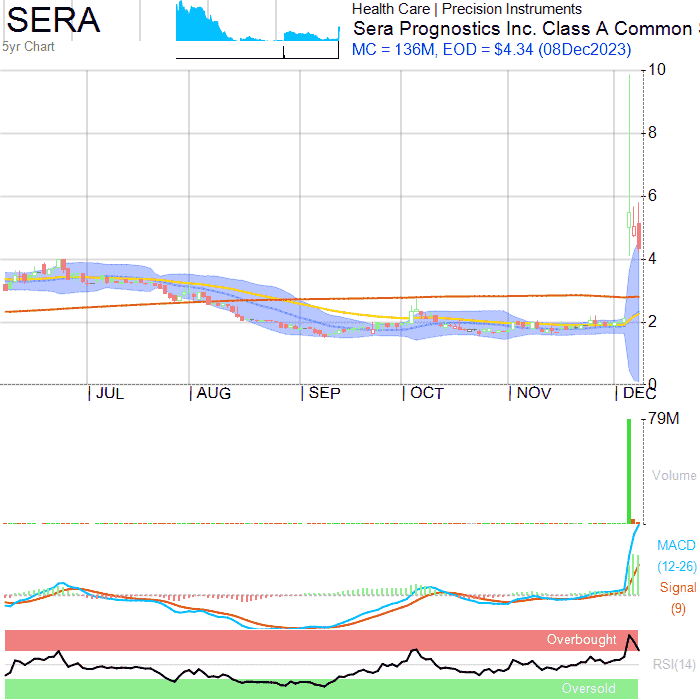 SERA
5yr Chart
Health Care | Precision Instruments
Sera Prognostics Inc. Class A Common
MC = 136M, EOD = $4.34 (08Dec2023)
10
8
6
4
2
0
JUL AUG SEP OCT NOV DEC
79M
Volume
MACD
(12-26)
Signal
(9)
Overbought
RSI(14)
Oversold